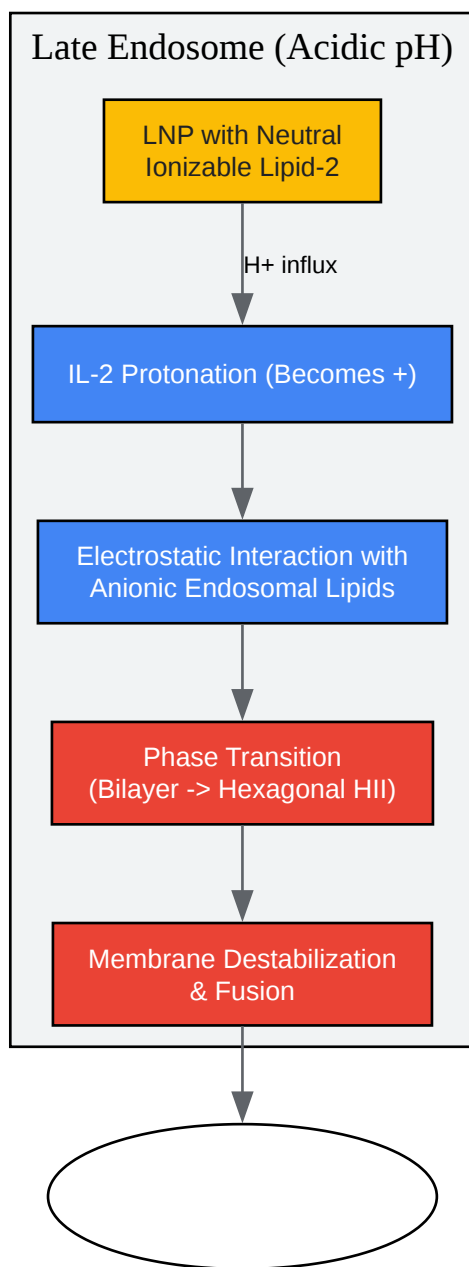 Late Endosome (Acidic pH)
LNP with Neutral
Ionizable Lipid-2
H+ influx
IL-2 Protonation (Becomes +)
Electrostatic Interaction with
Anionic Endosomal Lipids
Phase Transition
(Bilayer -> Hexagonal HII)
Membrane Destabilization
& Fusion